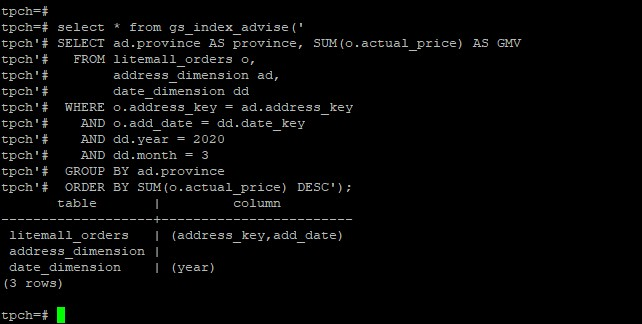 tpch=#
tpch=# select * from gs_index_advise('
tpch'# SELECT ad.province AS province, SUM(o.actual_price) AS GMV
tpch'#   FROM litemall_orders o,
tpch'#        address_dimension ad,
tpch'#        date_dimension dd
tpch'#  WHERE o.address_key = ad.address_key
tpch'#    AND o.add_date = dd.date_key
tpch'#    AND dd.year = 2020
tpch'#    AND dd.month = 3
tpch'#  GROUP BY ad.province
tpch'#  ORDER BY SUM(o.actual_price) DESC');
       table       |         column
-------------------+------------------------
 litemall_orders   | (address_key,add_date)
 address_dimension |
 date_dimension    | (year)
(3 rows)
tpch=#